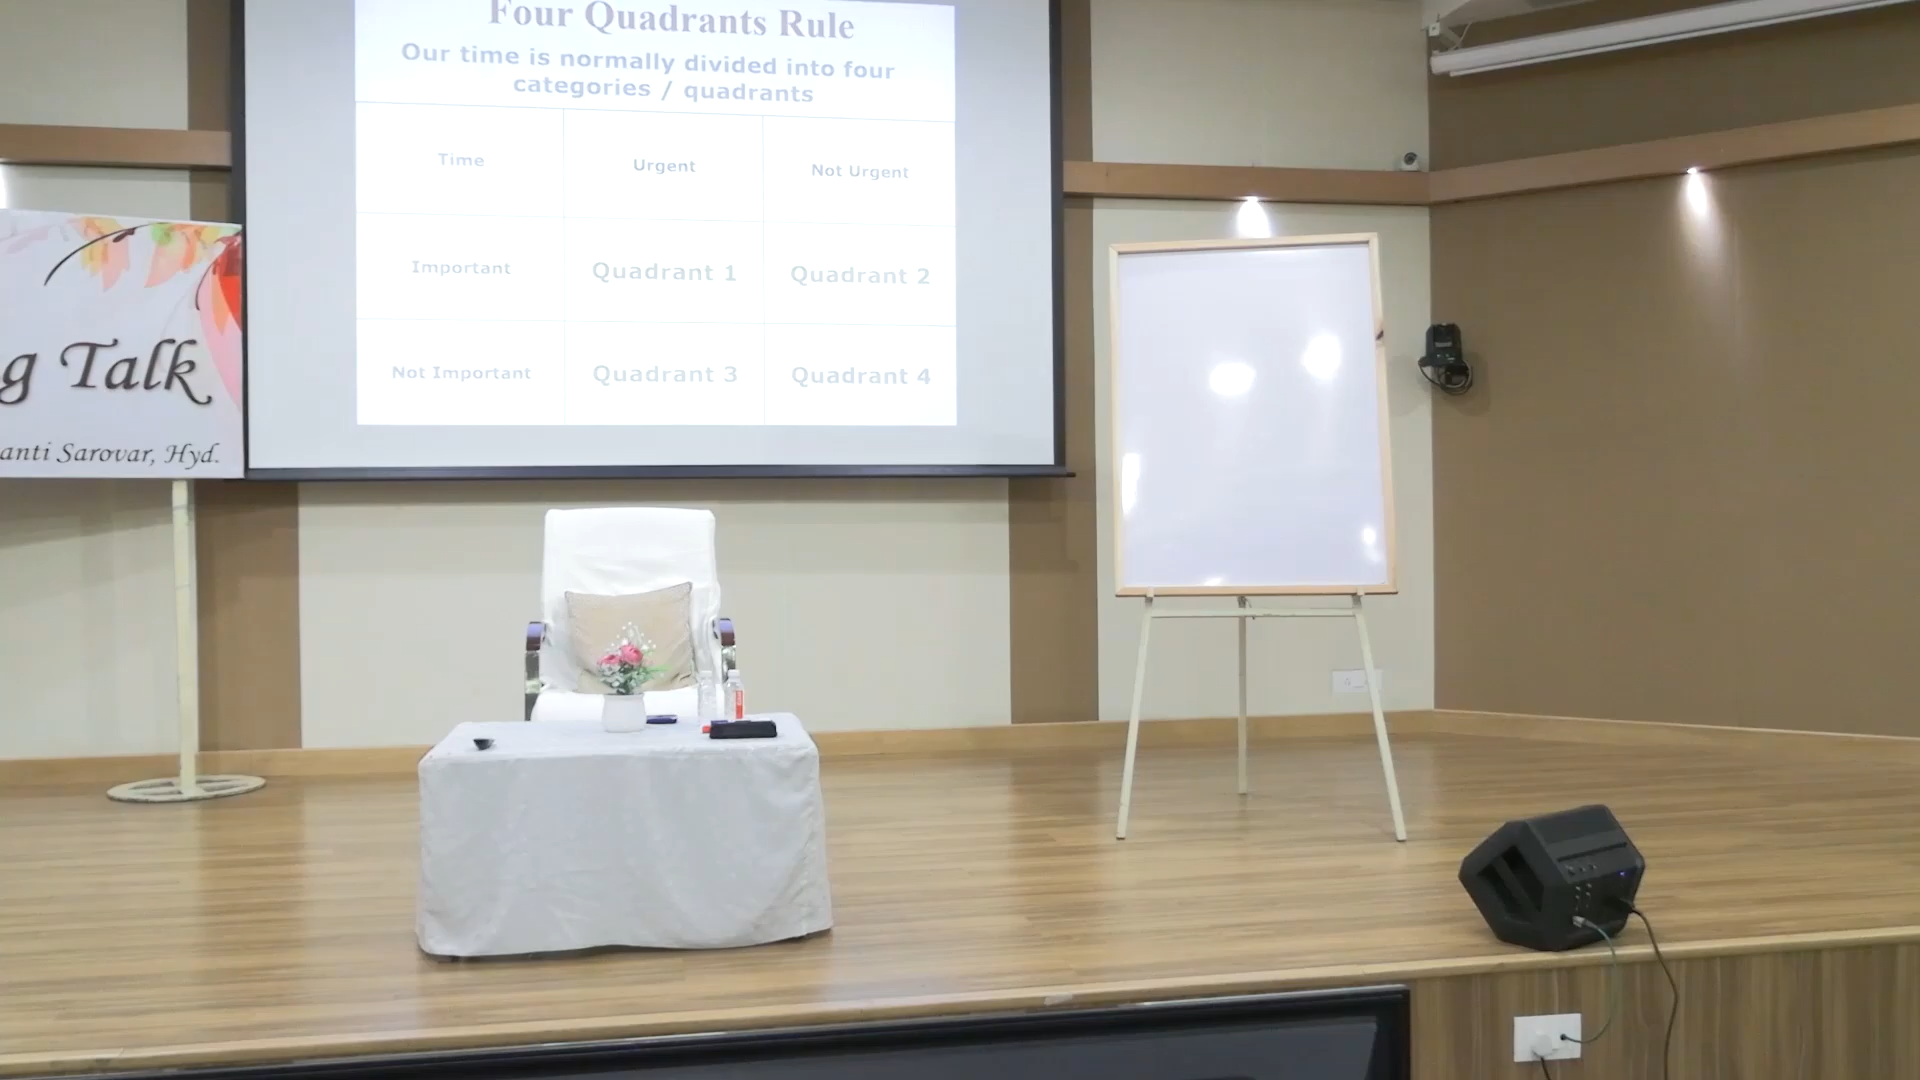 Four Quadrants Rule
Our time is normally divided into four
categories / quadrants
Time Urgent Not Urgent
Important Quadrant 1 Quadrant 2
Not Important Quadrant 3 Quadrant 4
g Talk
anti Sarovar, Hyd.